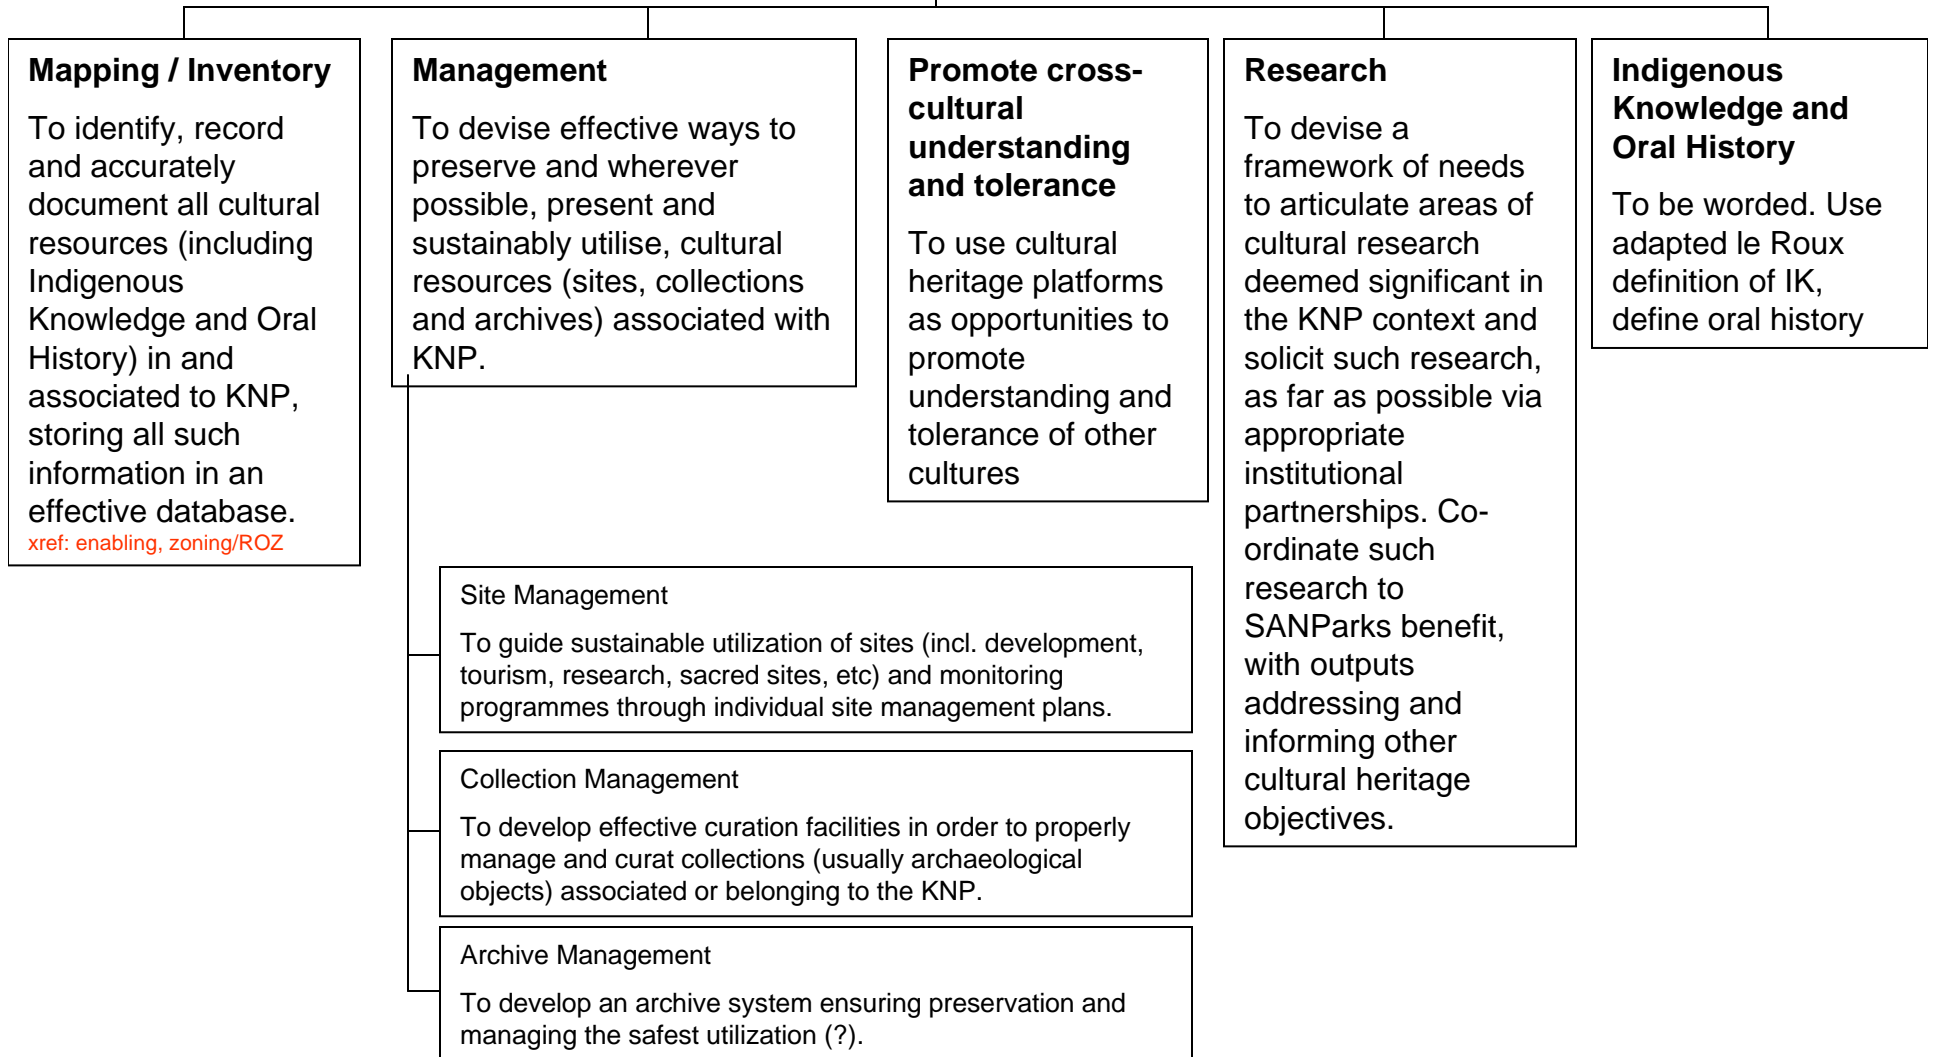 Mapping / Inventory
To identify, record
and accurately
document all cultural
resources (including
Indigenous
Knowledge and Oral
History) in and
associated to KNP,
storing all such
information in an
effective database.
xref: enabling, zoning/ROZ
Management
To devise effective ways to
preserve and wherever
possible, present and
sustainably utilise, cultural
resources (sites, collections
and archives) associated with
KNP.
Site Management
To guide sustainable utilization of sites (incl. development,
tourism, research, sacred sites, etc) and monitoring
programmes through individual site management plans.
Collection Management
To develop effective curation facilities in order to properly
manage and curat collections (usually archaeological
objects) associated or belonging to the KNP.
Archive Management
To develop an archive system ensuring preservation and
managing the safest utilization (?).
Promote cross-
cultural
understanding
and tolerance
To use cultural
heritage platforms
as opportunities to
promote
understanding and
tolerance of other
cultures
Research
To devise a
framework of needs
to articulate areas of
cultural research
deemed significant in
the KNP context and
solicit such research,
as far as possible via
appropriate
institutional
partnerships. Co-
ordinate such
research to
SANParks benefit,
with outputs
addressing and
informing other
cultural heritage
objectives.
Indigenous
Knowledge and
Oral History
To be worded. Use
adapted le Roux
definition of IK,
define oral history